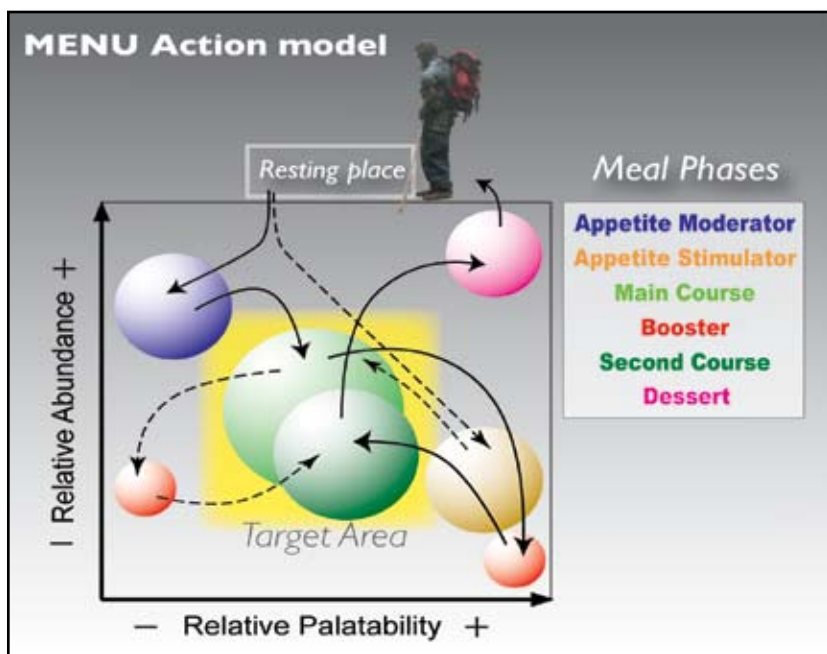 MENU Action model
Resting place
Meal Phases
Appetite Moderator
Appetite Stimulator
Main Course
Booster
Second Course
Dessert
— Relative Abundance +
Target Area
— Relative Palatability +